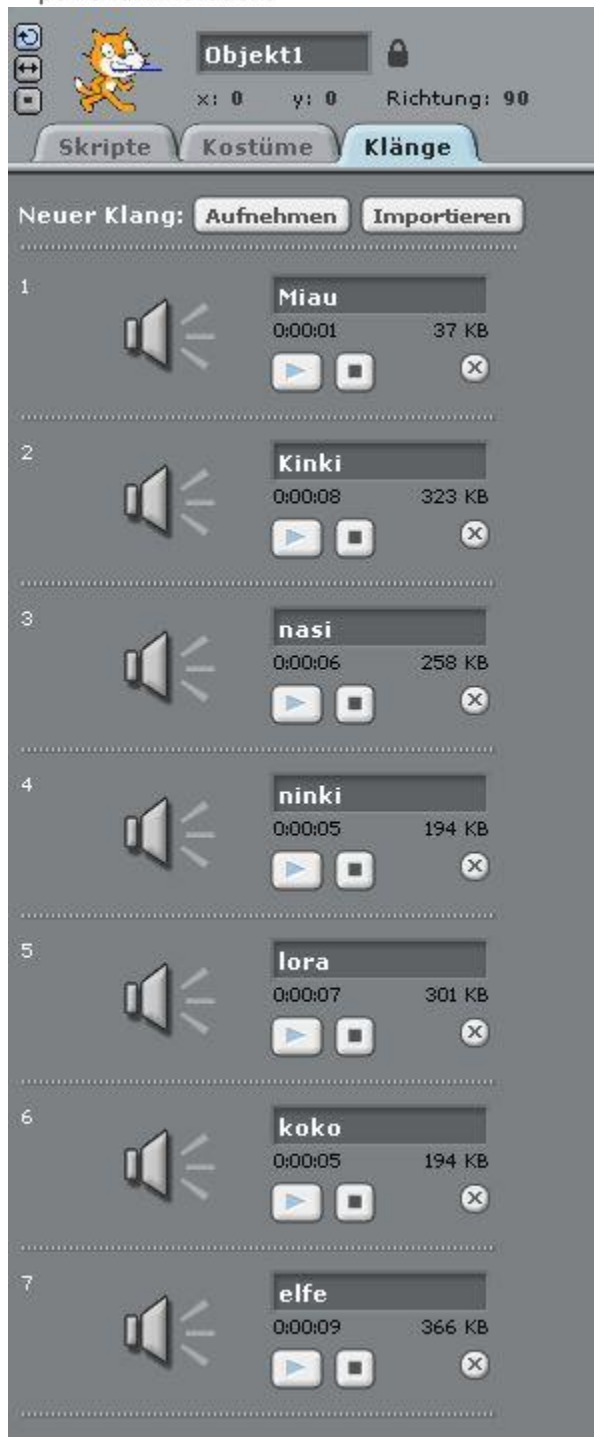 Objekt1
x: 0 y: 0 Richtung: 90
Skripte Kostüme Klänge
Neuer Klang: Aufnehmen Importieren
1
Miau
0:00:01 37 KB
2
Kinki
0:00:08 323 KB
3
nasi
0:00:06 258 KB
4
ninki
0:00:05 194 KB
5
lora
0:00:07 301 KB
6
koko
0:00:05 194 KB
7
elfe
0:00:09 366 KB